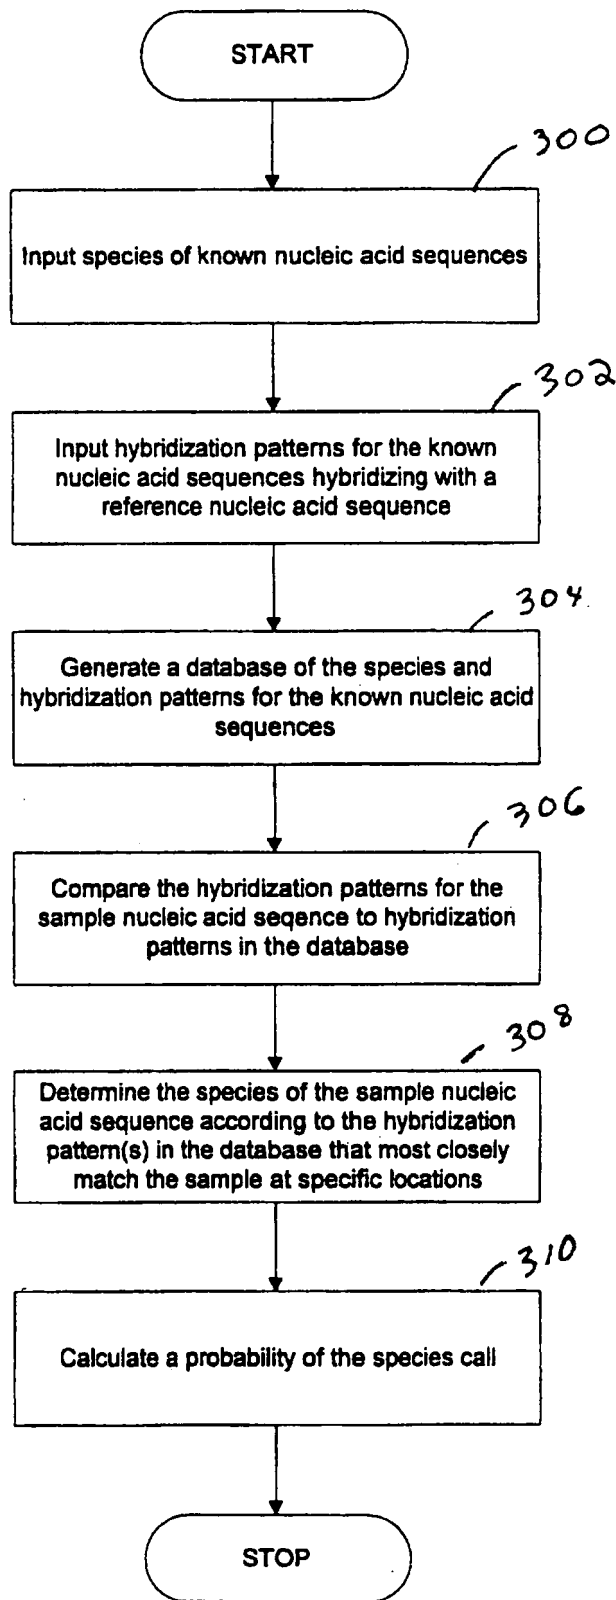 START
300
Input species of known nucleic acid sequences
302
Input hybridization patterns for the known
nucleic acid sequences hybridizing with a
reference nucleic acid sequence
304
Generate a database of the species and
hybridization patterns for the known nucleic acid
sequences
306
Compare the hybridization patterns for the
sample nucleic acid seqence to hybridization
patterns in the database
308
Determine the species of the sample nucleic
acid sequence according to the hybridization
pattern(s) in the database that most closely
match the sample at specific locations
310
Calculate a probability of the species call
STOP